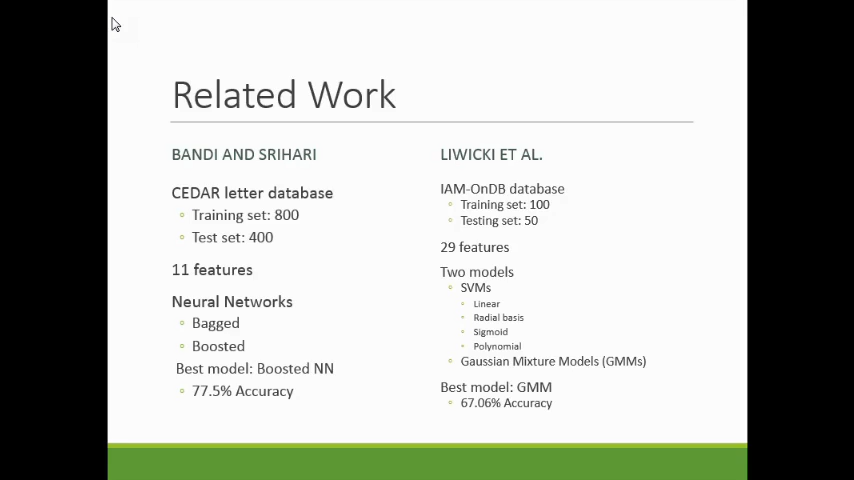 Related Work
BANDI AND SRIHARI
CEDAR letter database
Training set: 800
Test set: 400
11 features
Neural Networks
Bagged
Boosted
Best model: Boosted NN
77.5% Accuracy
LIWICKI ET AL.
IAM-OnDB database
Training set: 100
Testing set: 50
29 features
Two models
SVMs
Linear
Radial basis
Sigmoid
Polynomial
Gaussian Mixture Models (GMMs)
Best model: GMM
67.06% Accuracy